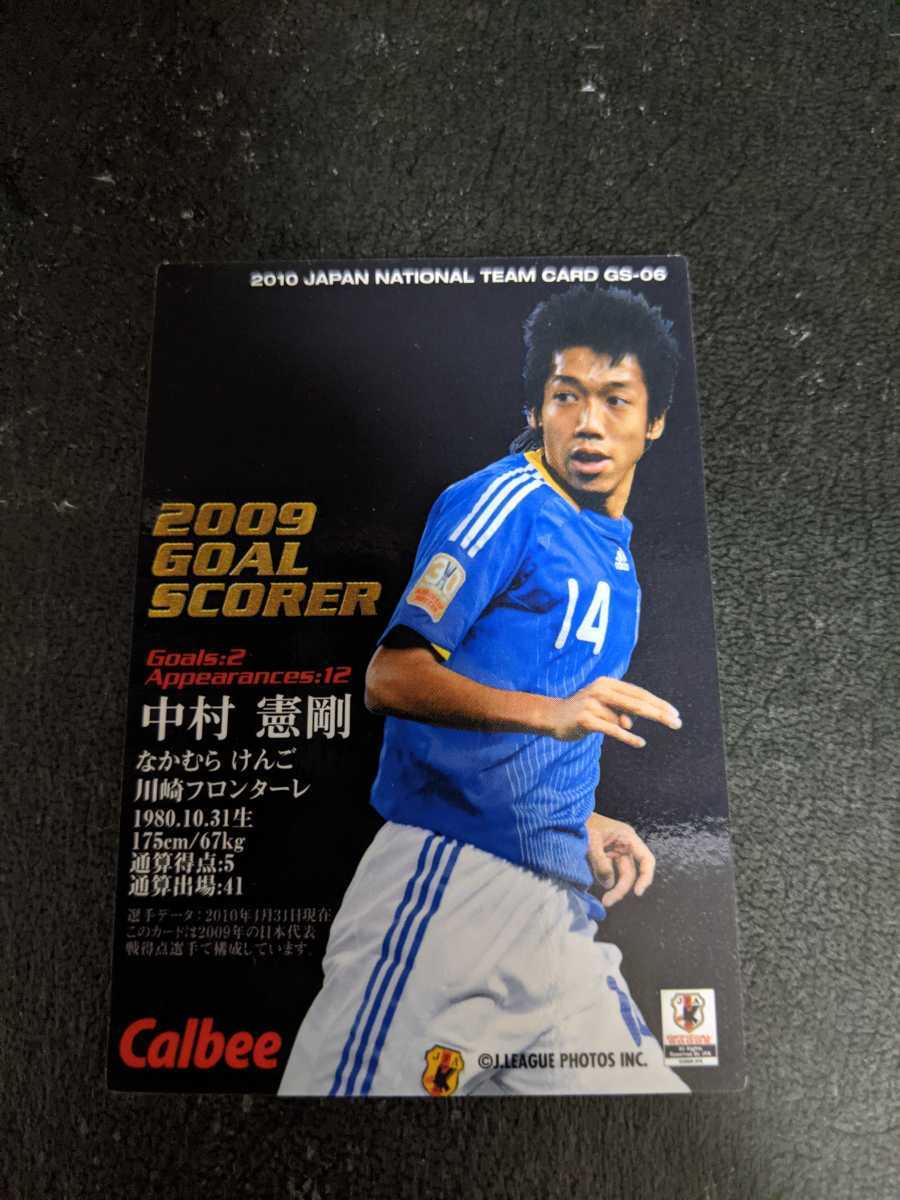 2010 JAPAN NATIONAL TEAM CARD GS-06
2009
GOAL
SCORER
Goals:2
Appearances:12
中村 憲剛
なかむら けんご
川崎フロンターレ
1980.10.31生
175cm/67kg
通算得点:5
通算出場:41
選手データ:2010年1月31日現在
このカードは2009年の日本代表
戦得点選手で構成しています。
adidas
14
Calbee
©J.LEAGUE PHOTOS INC.
JFA
JFA